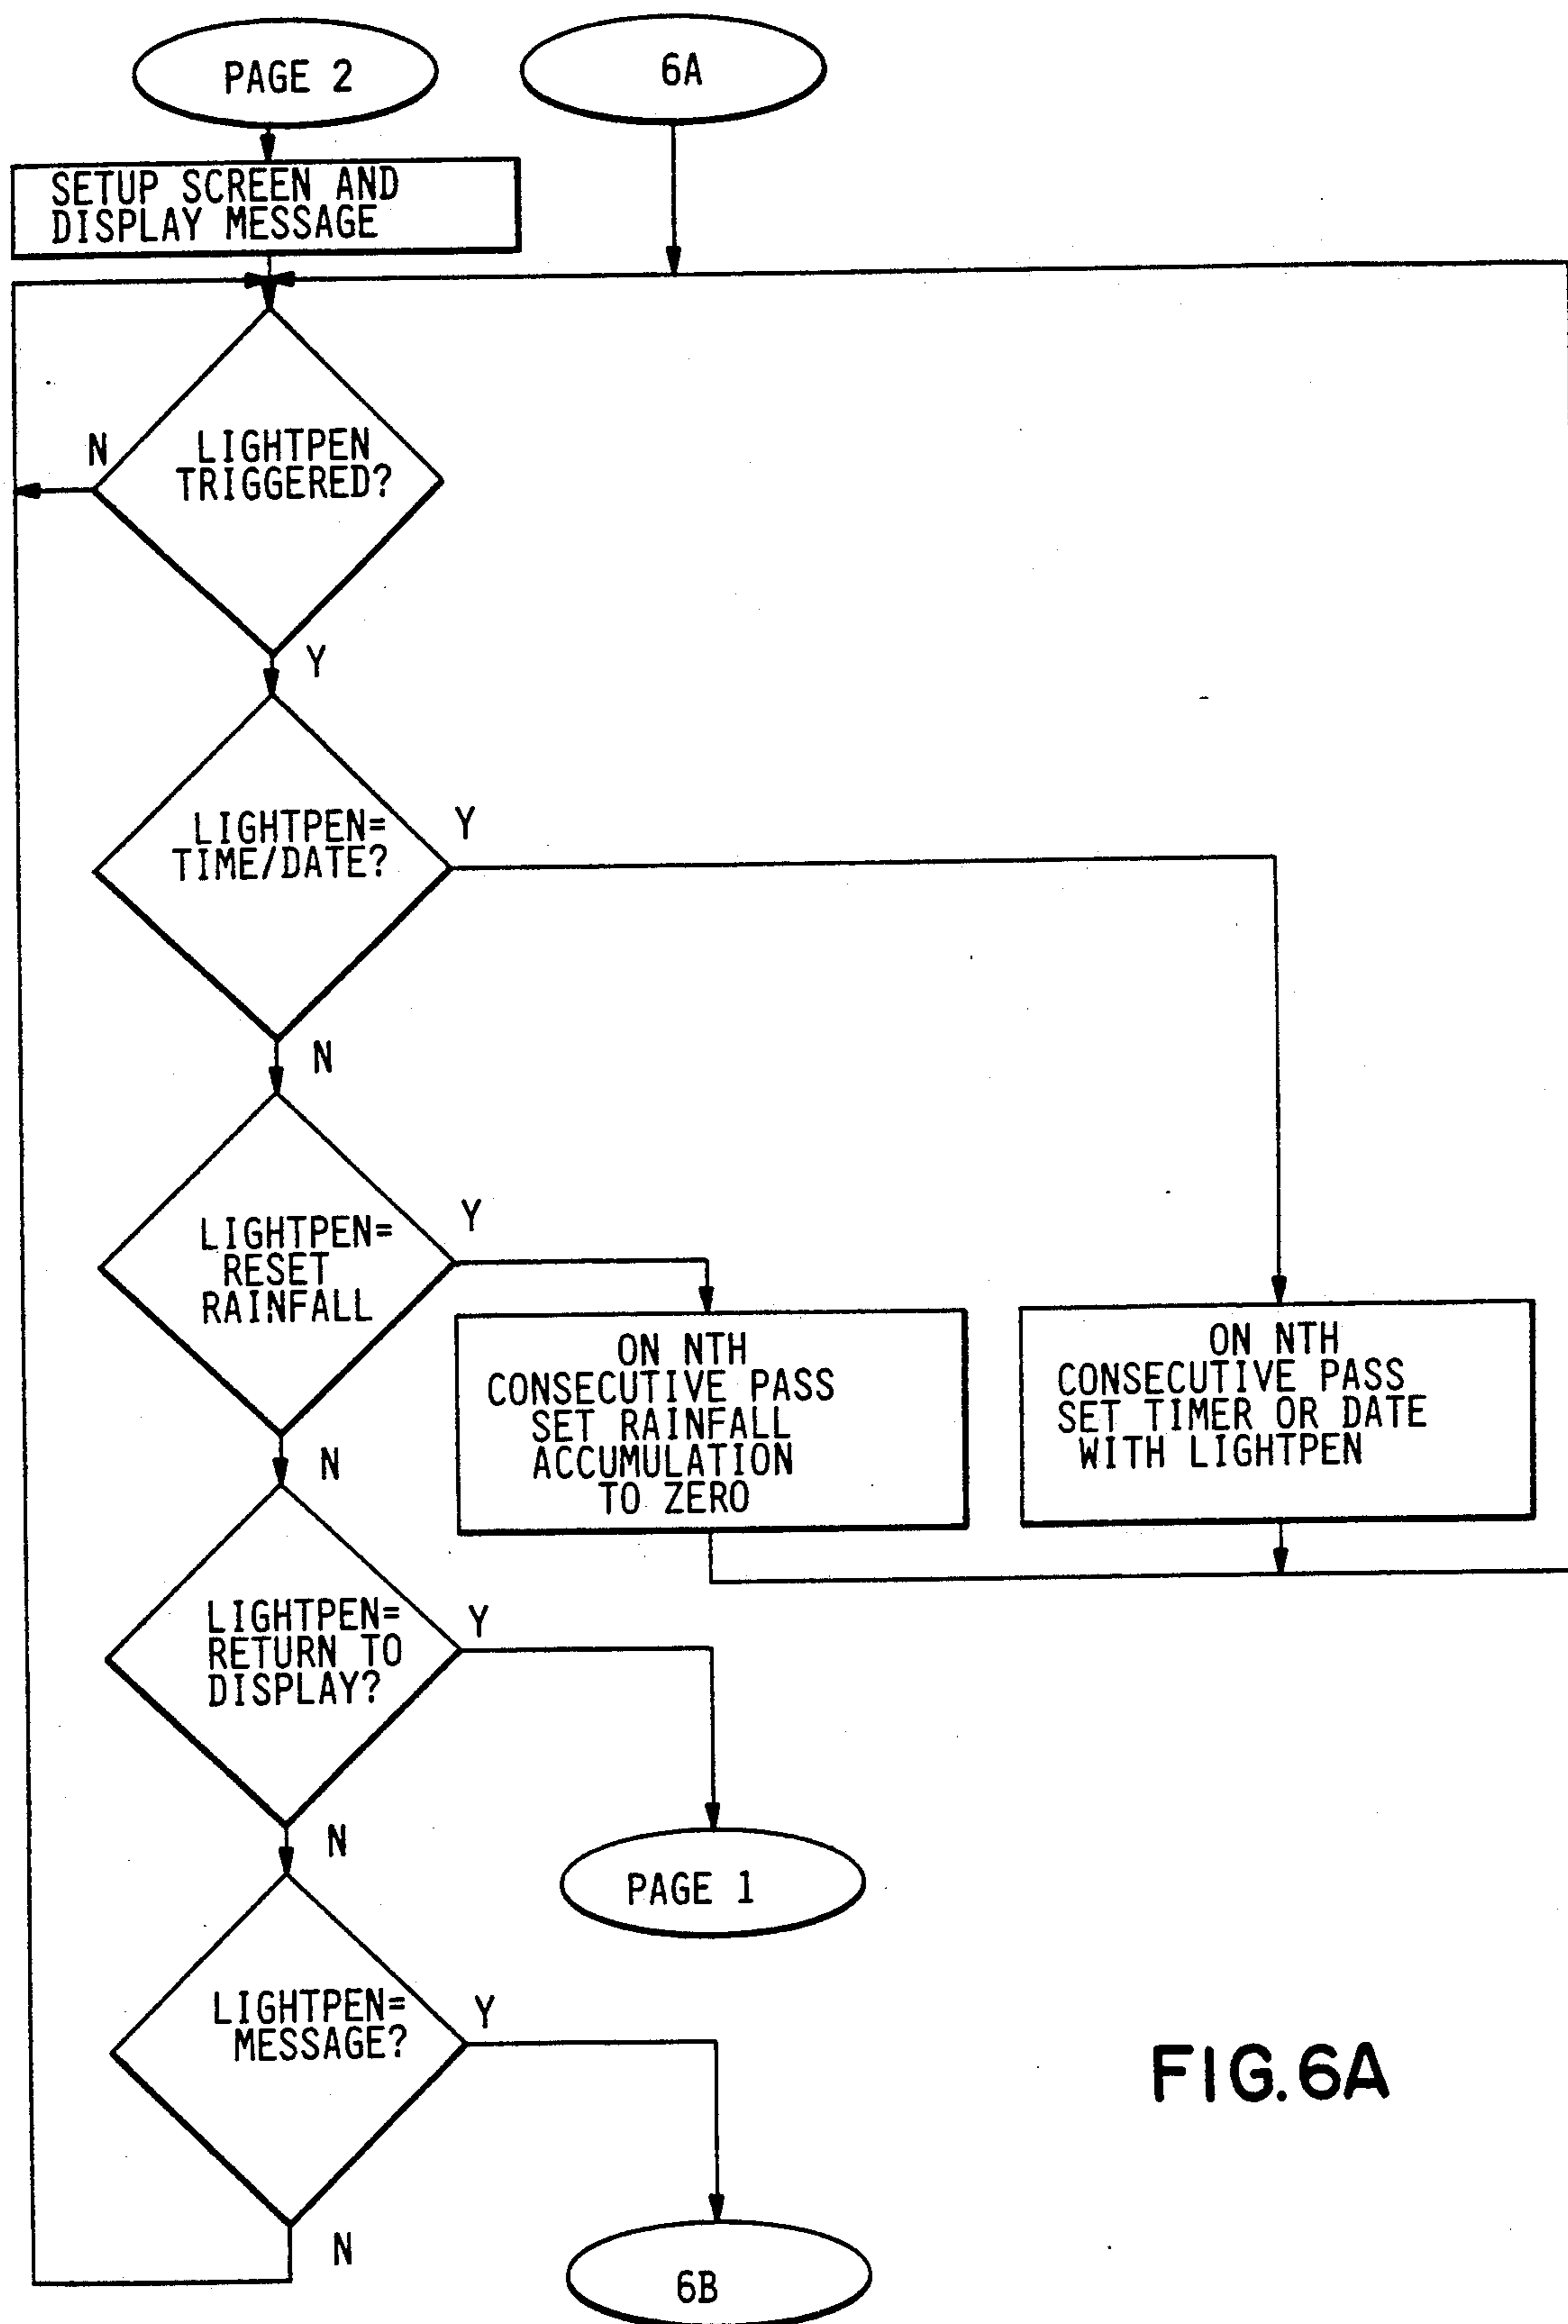 PAGE 2
6A
SETUP SCREEN AND
DISPLAY MESSAGE
N
LIGHTPEN
TRIGGERED?
Y
LIGHTPEN=
TIME/DATE?
Y
N
LIGHTPEN=
RESET
RAINFALL
Y
ON NTH
CONSECUTIVE PASS
SET RAINFALL
ACCUMULATION
TO ZERO
ON NTH
CONSECUTIVE PASS
SET TIMER OR DATE
WITH LIGHTPEN
N
LIGHTPEN=
RETURN TO
DISPLAY?
Y
N
PAGE 1
LIGHTPEN=
MESSAGE?
Y
N
6B
FIG.6A